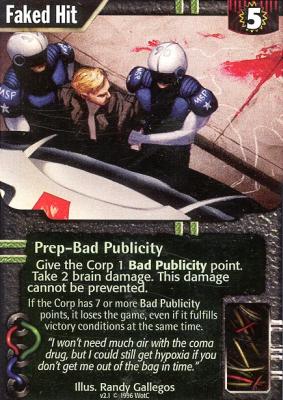 Faked Hit
5
MSP
MSP
Prep-Bad Publicity
Give the Corp 1 Bad Publicity point.
Take 2 brain damage. This damage
cannot be prevented.
If the Corp has 7 or more Bad Publicity
points, it loses the game, even if it fulfills
victory conditions at the same time.
"I won't need much air with the coma
drug, but I could still get hypoxia if you
don't get me out of the bag in time."
Illus. Randy Gallegos
v2.1 © 1996 WotC